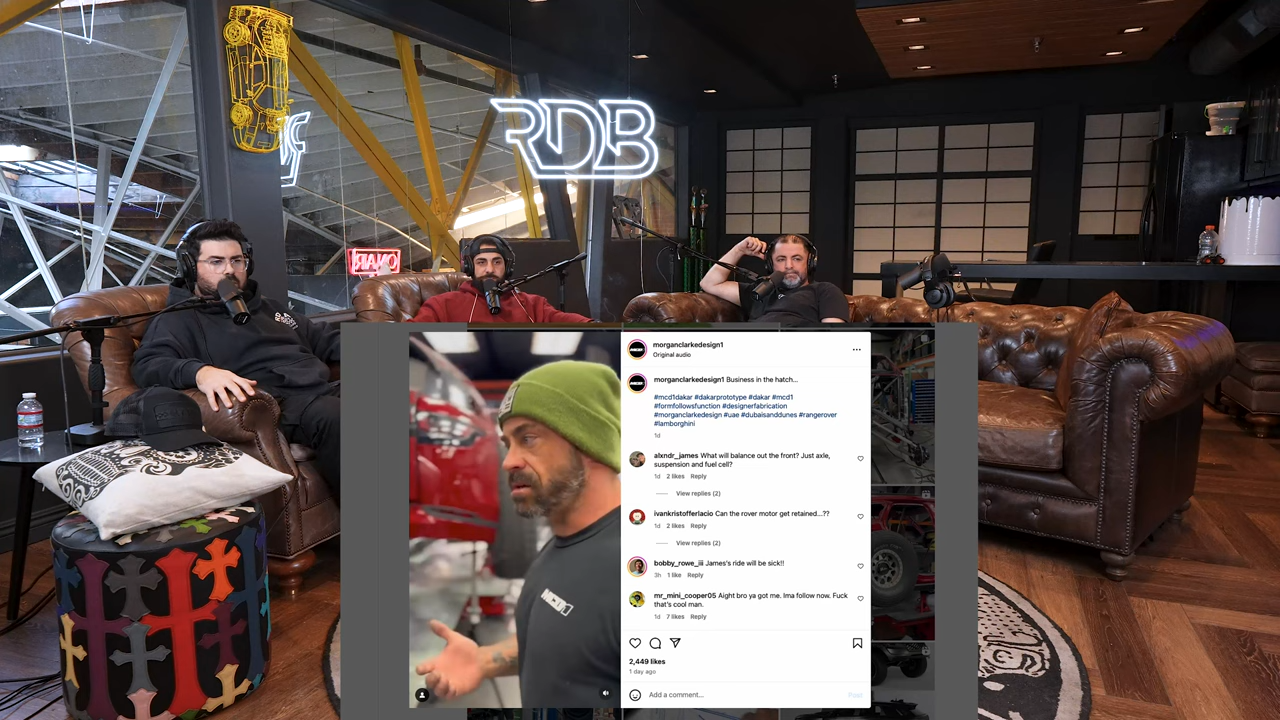 RDB
ON AIR
morganclarkedesign1
Original audio
morganclarkedesign1 Business in the hatch...
#mcd1dakar #dakarprototype #dakar #mcd1
#formfollowsfunction #designerfabrication
#morganclarkedesign #uae #dubaisanddunes #rangerover
#lamborghini
1d
alxndr_james What will balance out the front? Just axle,
suspension and fuel cell?
1d 2 likes Reply
View replies (2)
ivankristofferlacio Can the rover motor get retained...??
1d 2 likes Reply
View replies (2)
bobby_rowe_iii James's ride will be sick!!
3h 1 like Reply
mr_mini_cooper05 Aight bro ya got me. Ima follow now. Fuck
that's cool man.
1d 7 likes Reply
2,449 likes
1 day ago
Add a comment...
Post
MCD1